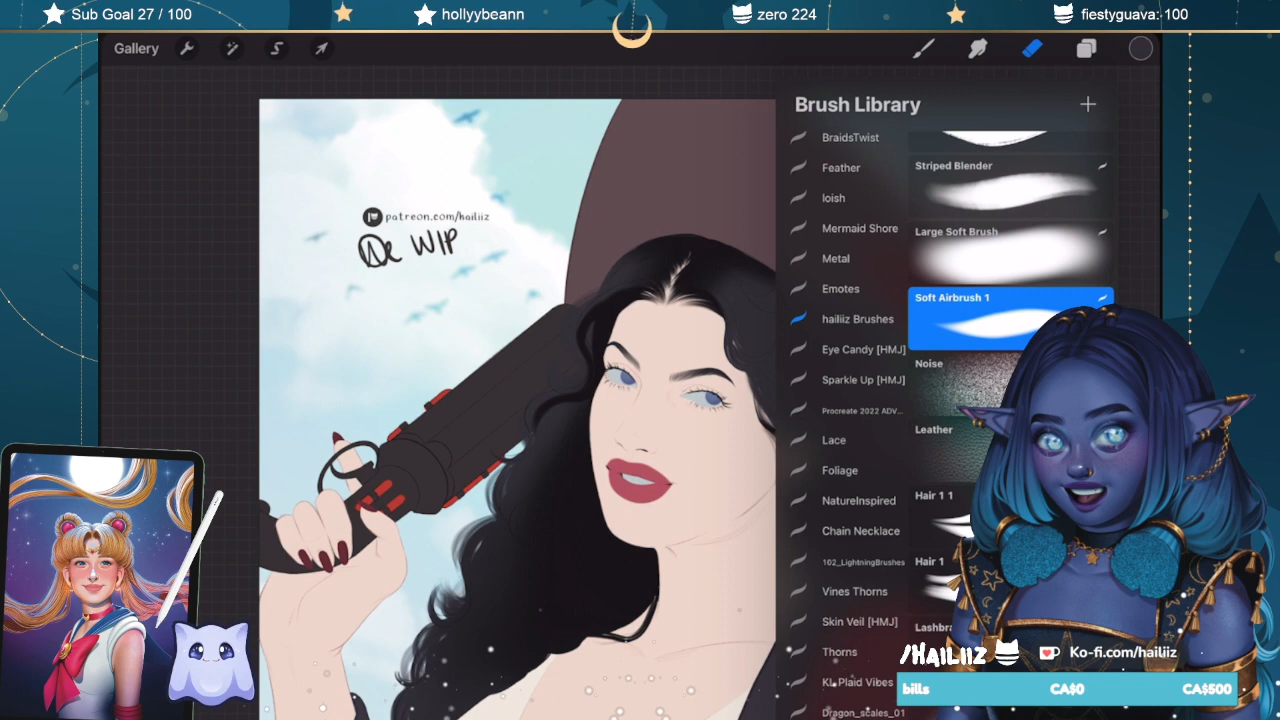 Sub Goal 27 / 100
hollyybeann
zero 224
fiestyguava: 100
Gallery
Brush Library
BraidsTwist
Feather
loish
Mermaid Shore
Metal
Emotes
hailiiz Brushes
Eye Candy [HMJ]
Sparkle Up [HMJ]
Procreate 2022 ADV...
Lace
Foliage
NatureInspired
Chain Necklace
102_LightningBrushes
Vines Thorns
Skin Veil [HMJ]
Thorns
KL Plaid Vibes
Dragon_scales_01
Striped Blender
Large Soft Brush
Soft Airbrush 1
Noise
Leather
Hair 1 1
Hair 1
Lashbra
patreon.com/hailiiz
WIP
/HAiLiiZ
Ko-fi.com/hailiiz
bills CA$0 CA$500